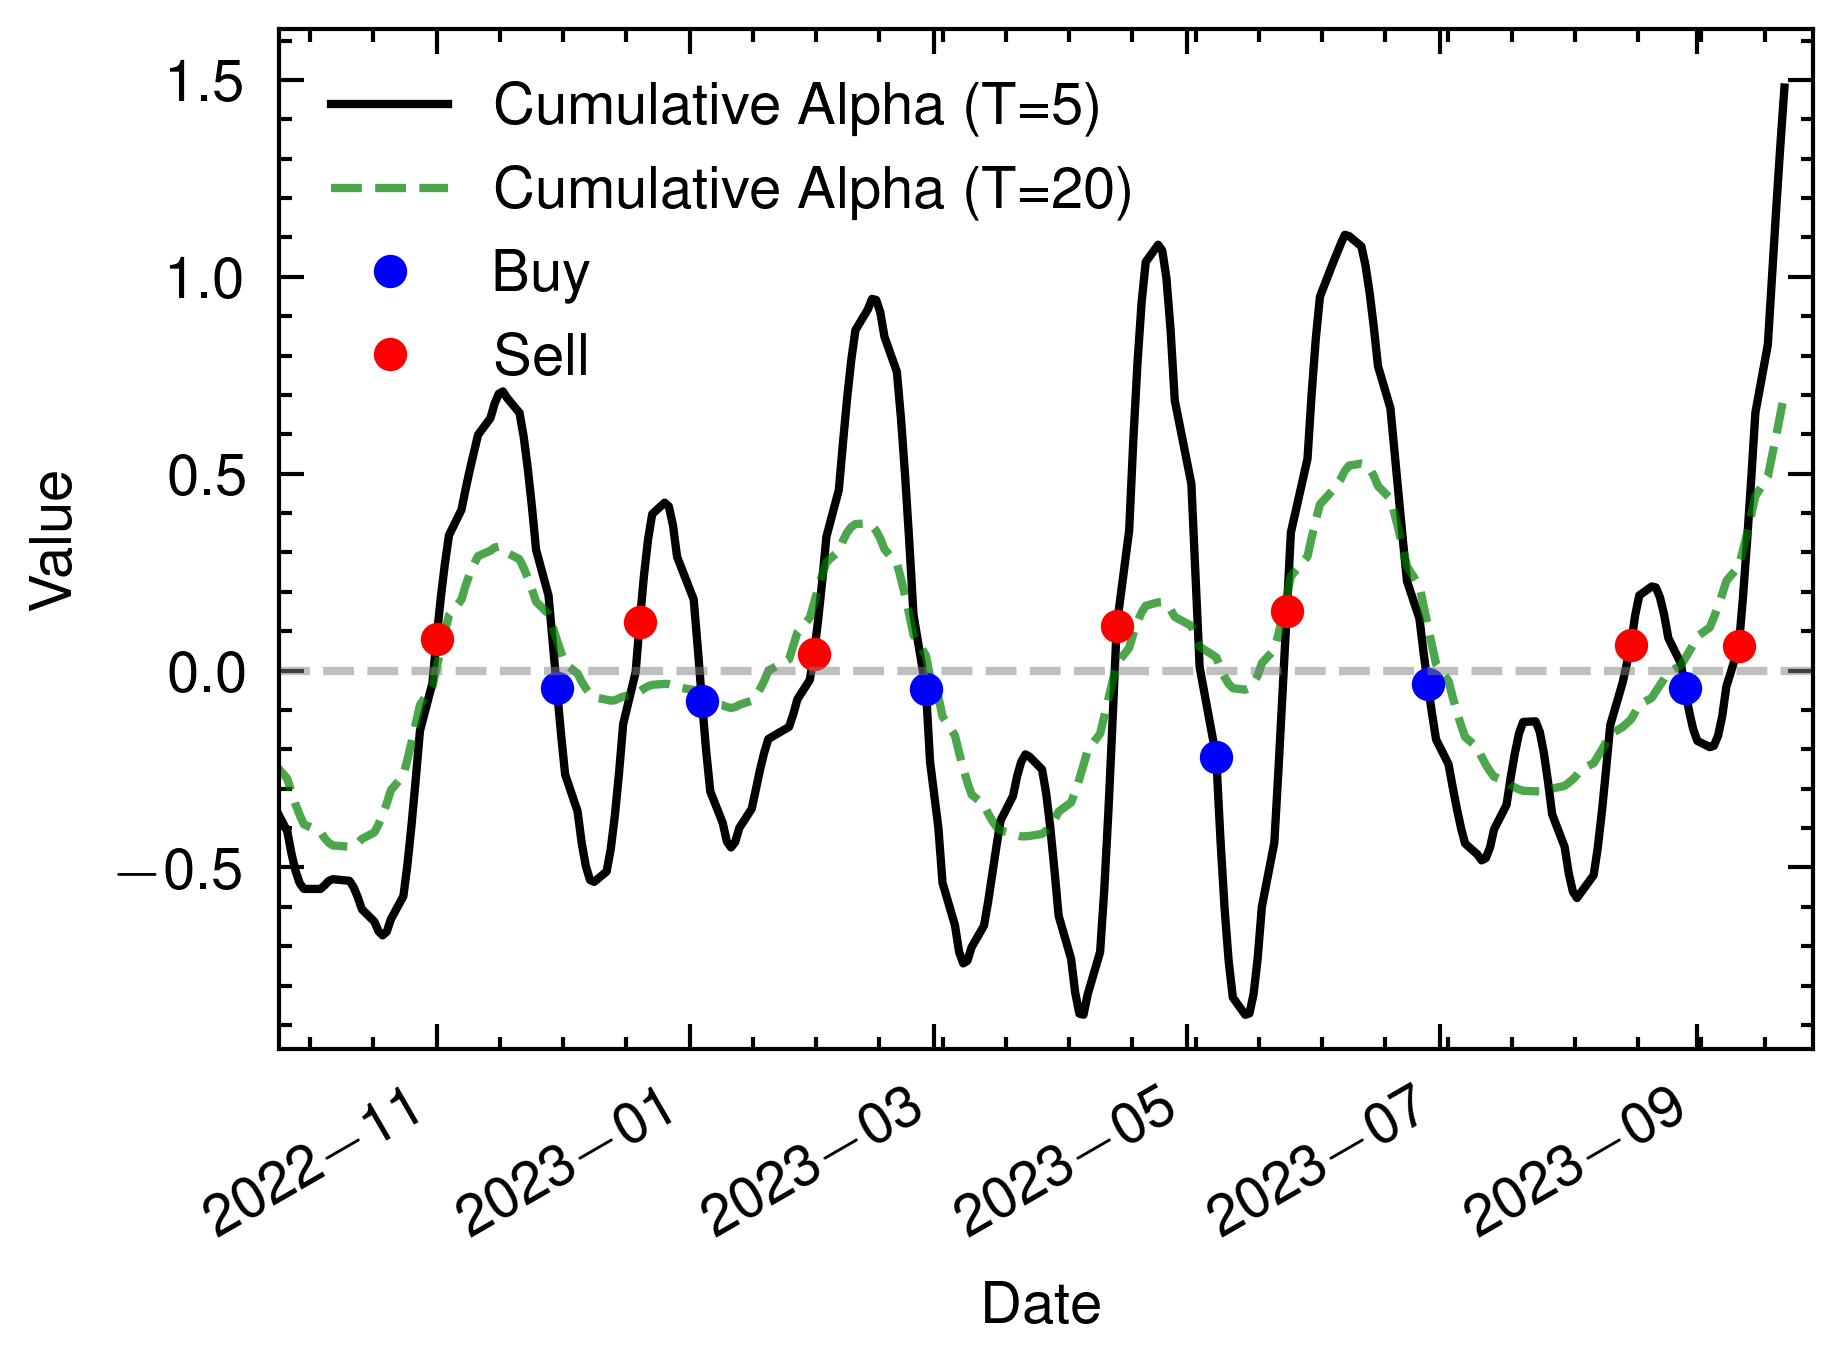 Cumulative Alpha (T=5)
Cumulative Alpha (T=20)
Buy
Sell
1.5
1.0
0.5
0.0
−0.5
Value
2022−11
2023−01
2023−03
2023−05
2023−07
2023−09
Date